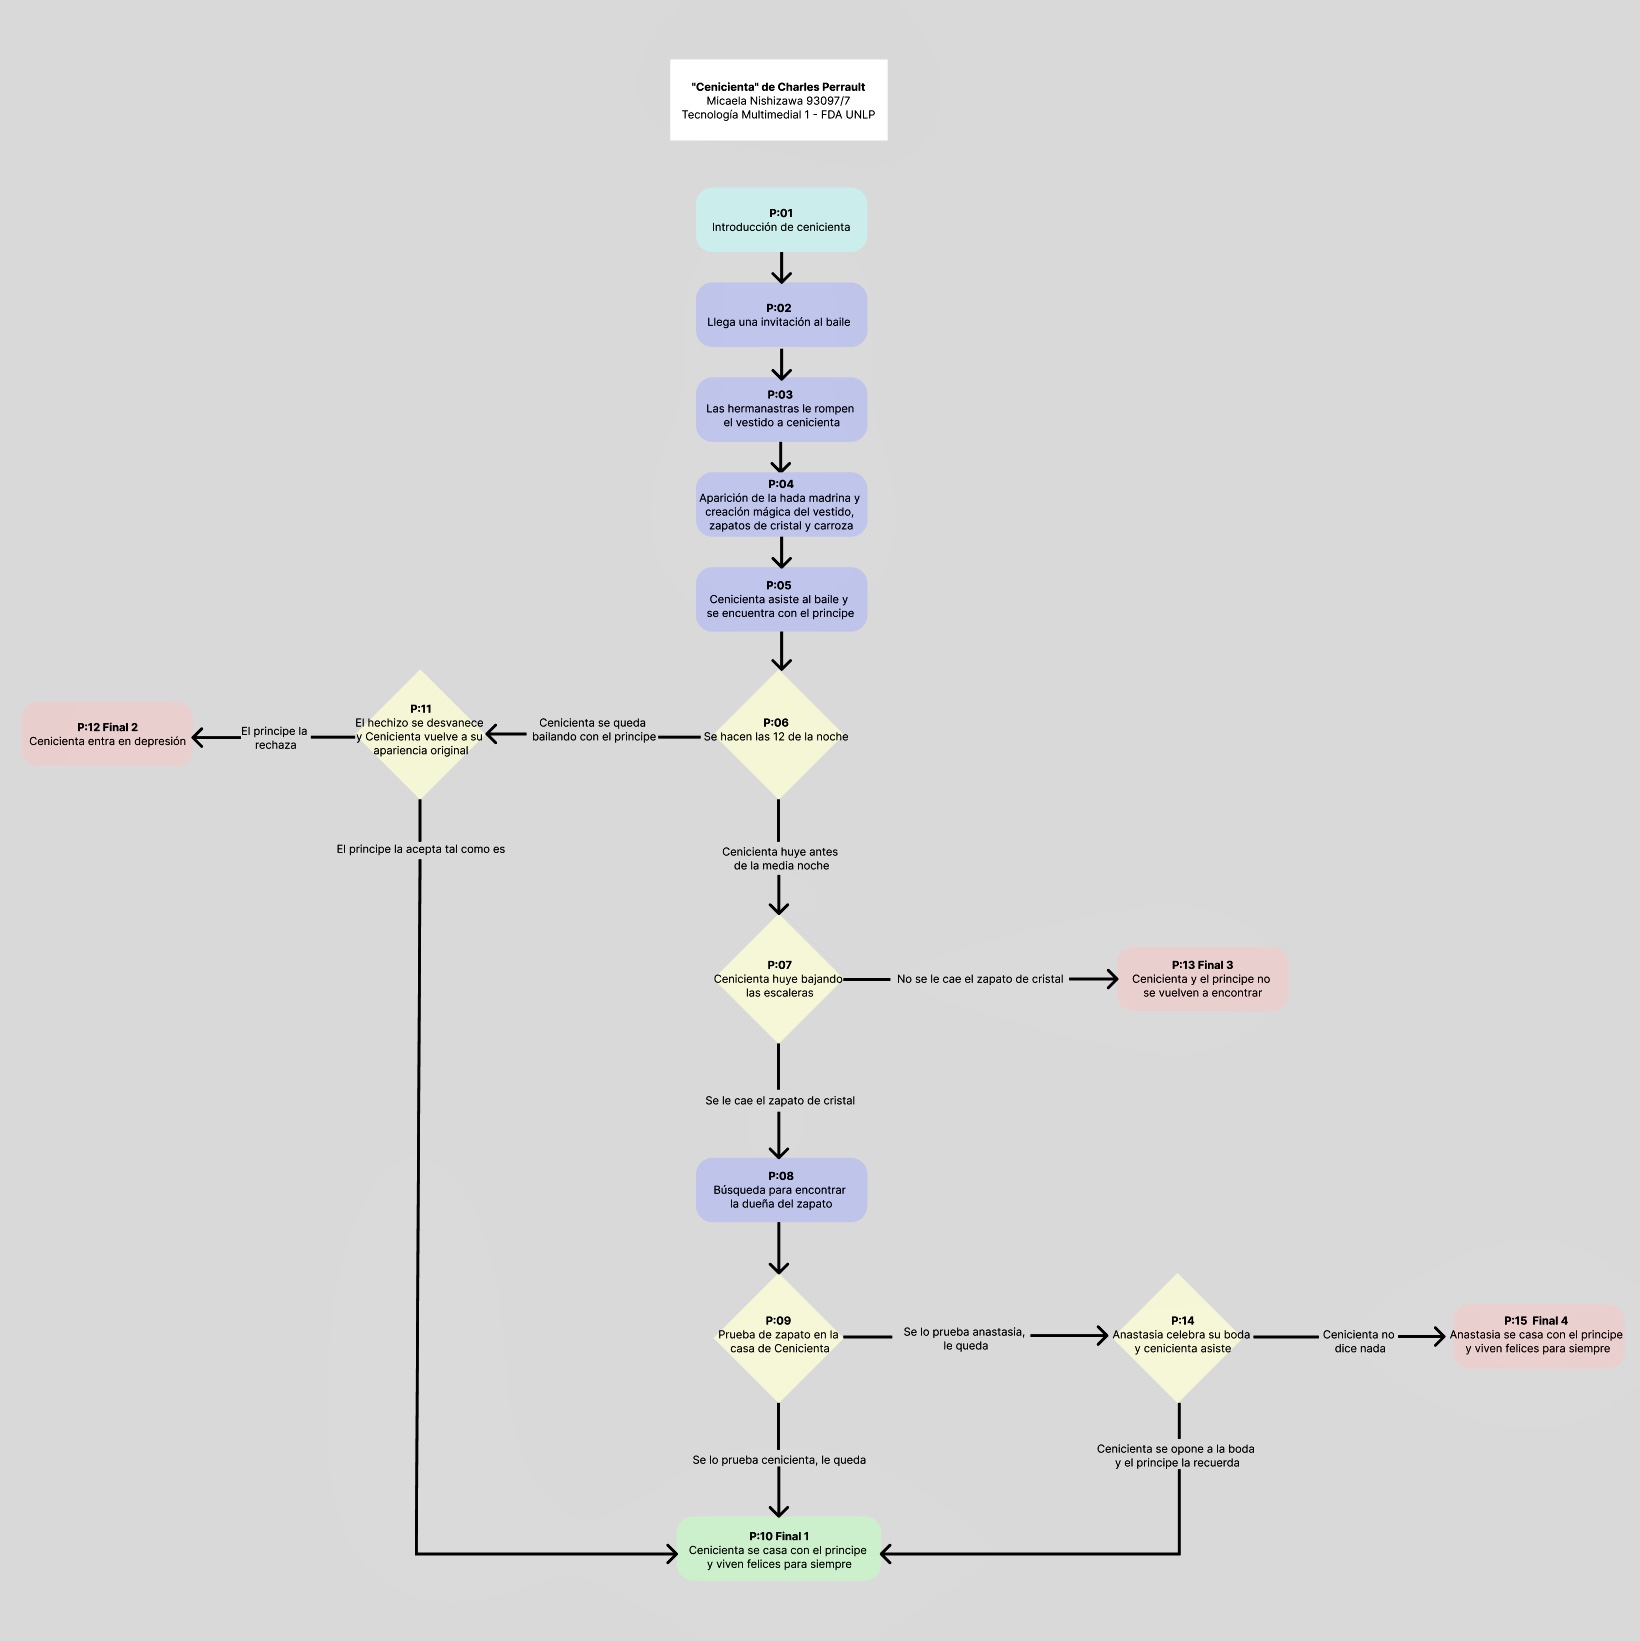 "Cenicienta" de Charles Perrault
Micaela Nishizawa 93097/7
Tecnología Multimedial 1 - FDA UNLP
P:01
Introducción de cenicienta
P:02
Llega una invitación al baile
P:03
Las hermanastras le rompen
el vestido a cenicienta
P:04
Aparición de la hada madrina y
creación mágica del vestido,
zapatos de cristal y carroza
P:05
Cenicienta asiste al baile y
se encuentra con el principe
P:06
Se hacen las 12 de la noche
Cenicienta se queda
bailando con el principe
P:11
El hechizo se desvanece
y Cenicienta vuelve a su
apariencia original
El principe la
rechaza
P:12 Final 2
Cenicienta entra en depresión
El principe la acepta tal como es
Cenicienta huye antes
de la media noche
P:07
Cenicienta huye bajando
las escaleras
No se le cae el zapato de cristal
P:13 Final 3
Cenicienta y el principe no
se vuelven a encontrar
Se le cae el zapato de cristal
P:08
Búsqueda para encontrar
la dueña del zapato
P:09
Prueba de zapato en la
casa de Cenicienta
Se lo prueba anastasia,
le queda
P:14
Anastasia celebra su boda
y cenicienta asiste
Cenicienta no
dice nada
P:15 Final 4
Anastasia se casa con el principe
y viven felices para siempre
Se lo prueba cenicienta, le queda
Cenicienta se opone a la boda
y el principe la recuerda
P:10 Final 1
Cenicienta se casa con el principe
y viven felices para siempre